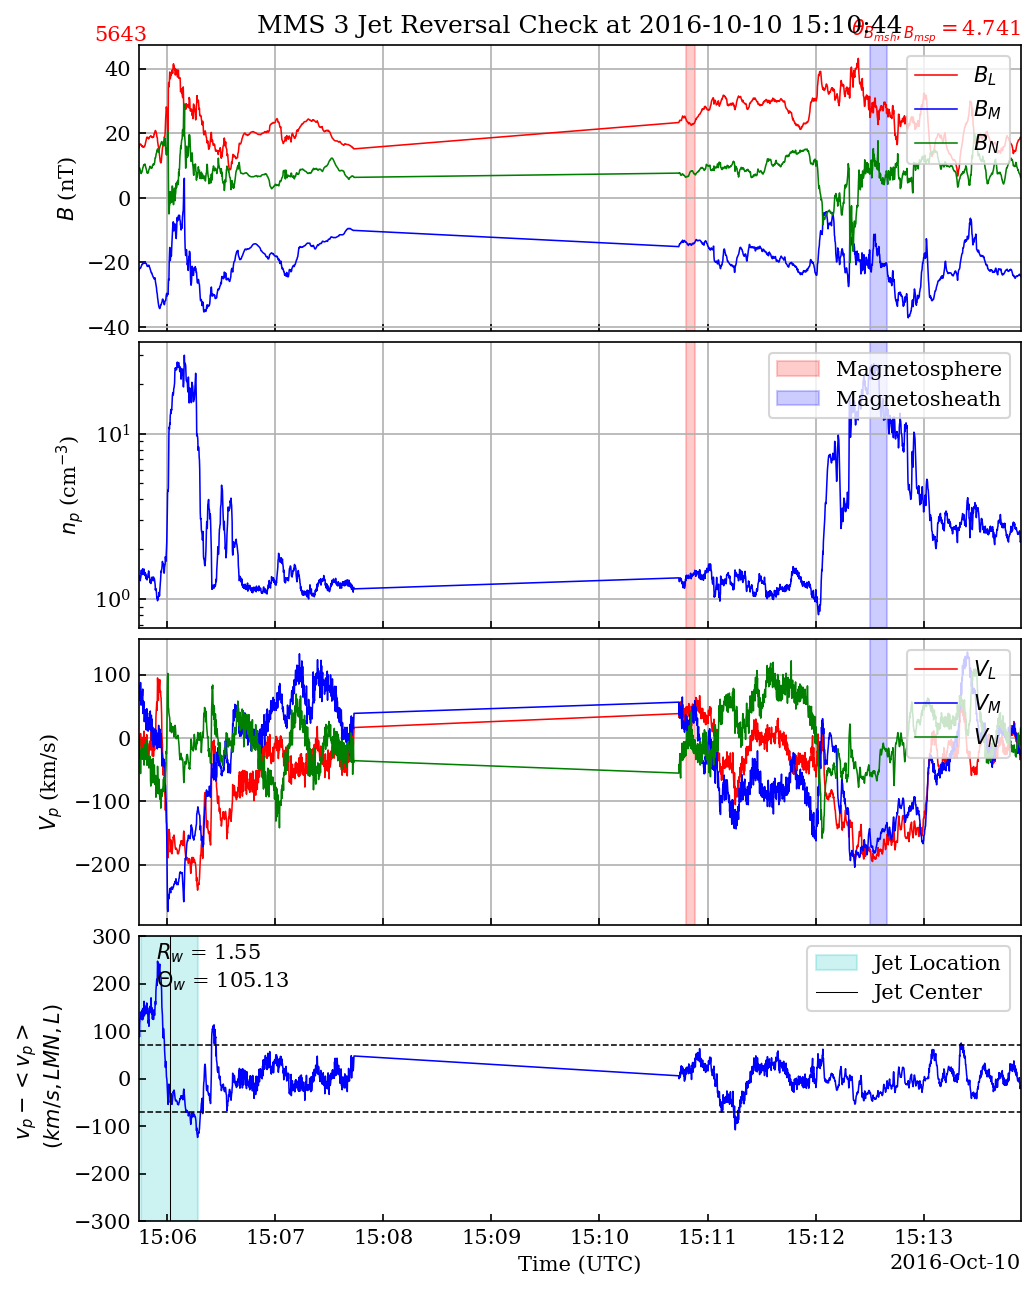 MMS 3 Jet Reversal Check at 2016-10-10 15:10:44
5643
θ_{B_{msh}, B_{msp}} = 4.741
40
20
0
−20
−40
B (nT)
B_L
B_M
B_N
10^1
10^0
n_p (cm^{−3})
Magnetosphere
Magnetosheath
100
0
−100
−200
V_p (km/s)
V_L
V_M
V_N
300
200
100
0
−100
−200
−300
v_p − <v_p>
(km/s, LMN, L)
R_w = 1.55
Θ_w = 105.13
Jet Location
Jet Center
15:06 15:07 15:08 15:09 15:10 15:11 15:12 15:13
Time (UTC)
2016-Oct-10